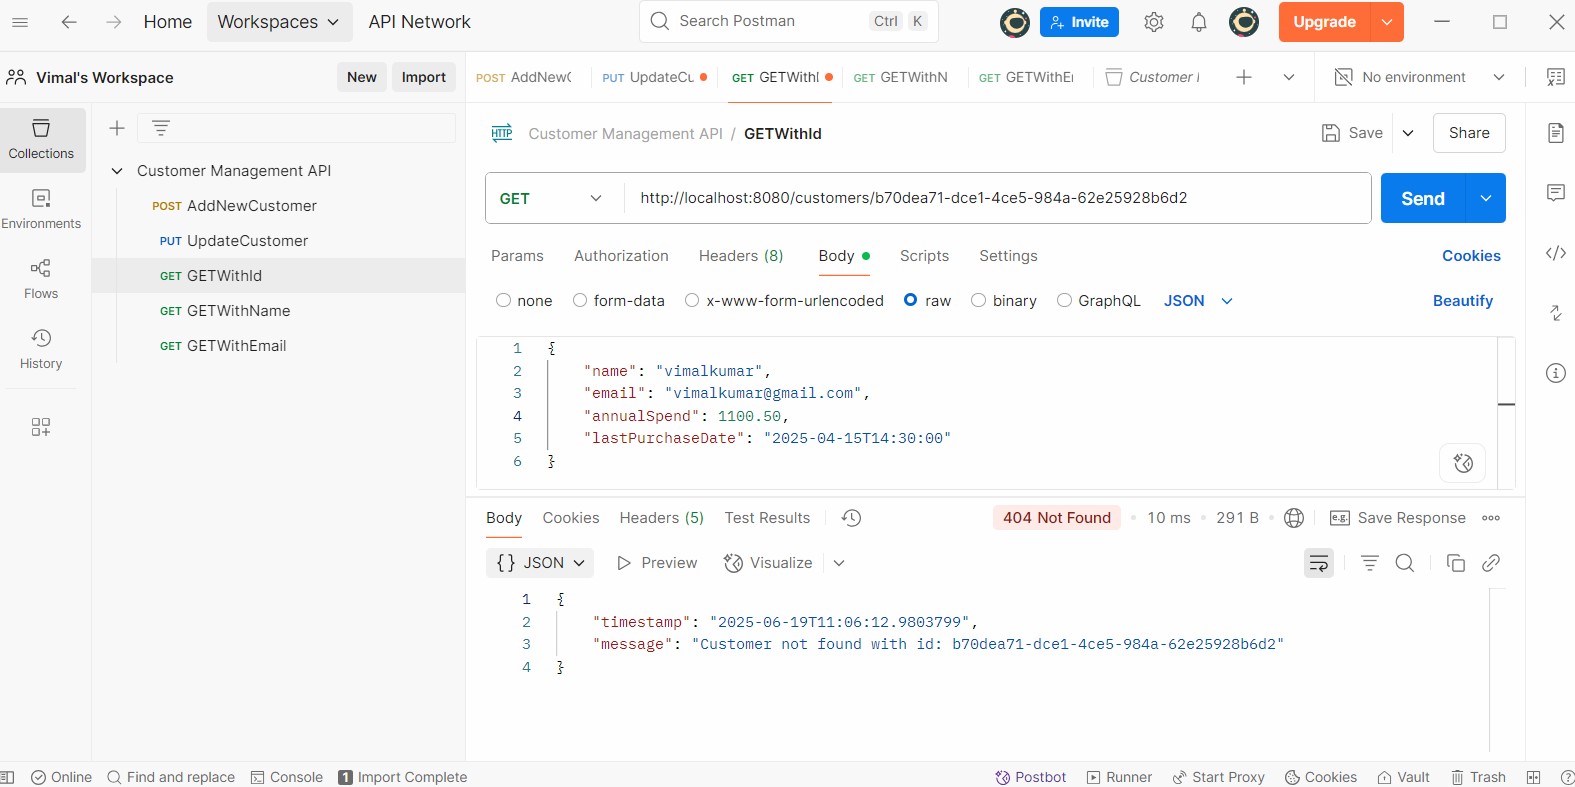 Home Workspaces API Network Search Postman Ctrl K Invite Upgrade
Vimal's Workspace New Import POST AddNewC PUT UpdateCu GET GETWithI GET GETWithN GET GETWithE Customer No environment
Customer Management API / GETWithId Save Share
Collections
Environments
Flows
History
Customer Management API
POST AddNewCustomer
PUT UpdateCustomer
GET GETWithId
GET GETWithName
GET GETWithEmail
GET http://localhost:8080/customers/b70dea71-dce1-4ce5-984a-62e25928b6d2 Send
Params Authorization Headers (8) Body Scripts Settings Cookies
none form-data x-www-form-urlencoded raw binary GraphQL JSON Beautify
1 {
2 "name": "vimalkumar",
3 "email": "vimalkumar@gmail.com",
4 "annualSpend": 1100.50,
5 "lastPurchaseDate": "2025-04-15T14:30:00"
6 }
Body Cookies Headers (5) Test Results 404 Not Found 10 ms 291 B e.g. Save Response
{} JSON Preview Visualize
1 {
2 "timestamp": "2025-06-19T11:06:12.9803799",
3 "message": "Customer not found with id: b70dea71-dce1-4ce5-984a-62e25928b6d2"
4 }
Online Find and replace Console 1 Import Complete Postbot Runner Start Proxy Cookies Vault Trash